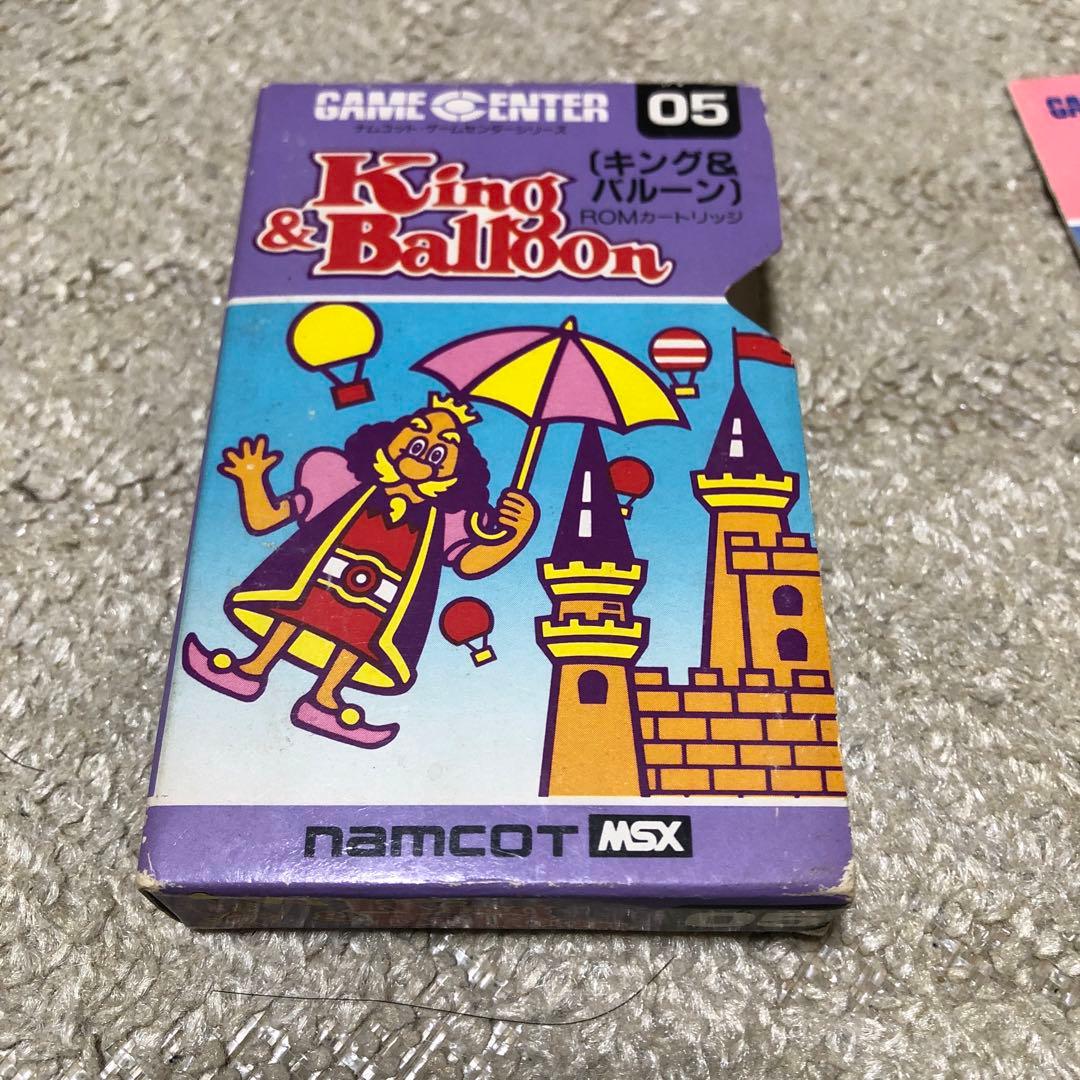 GAME CENTER
05
ナムコット・ゲームセンターシリーズ
King
& Balloon
(キング&
バルーン)
ROMカートリッジ
namcot MSX
05
GA